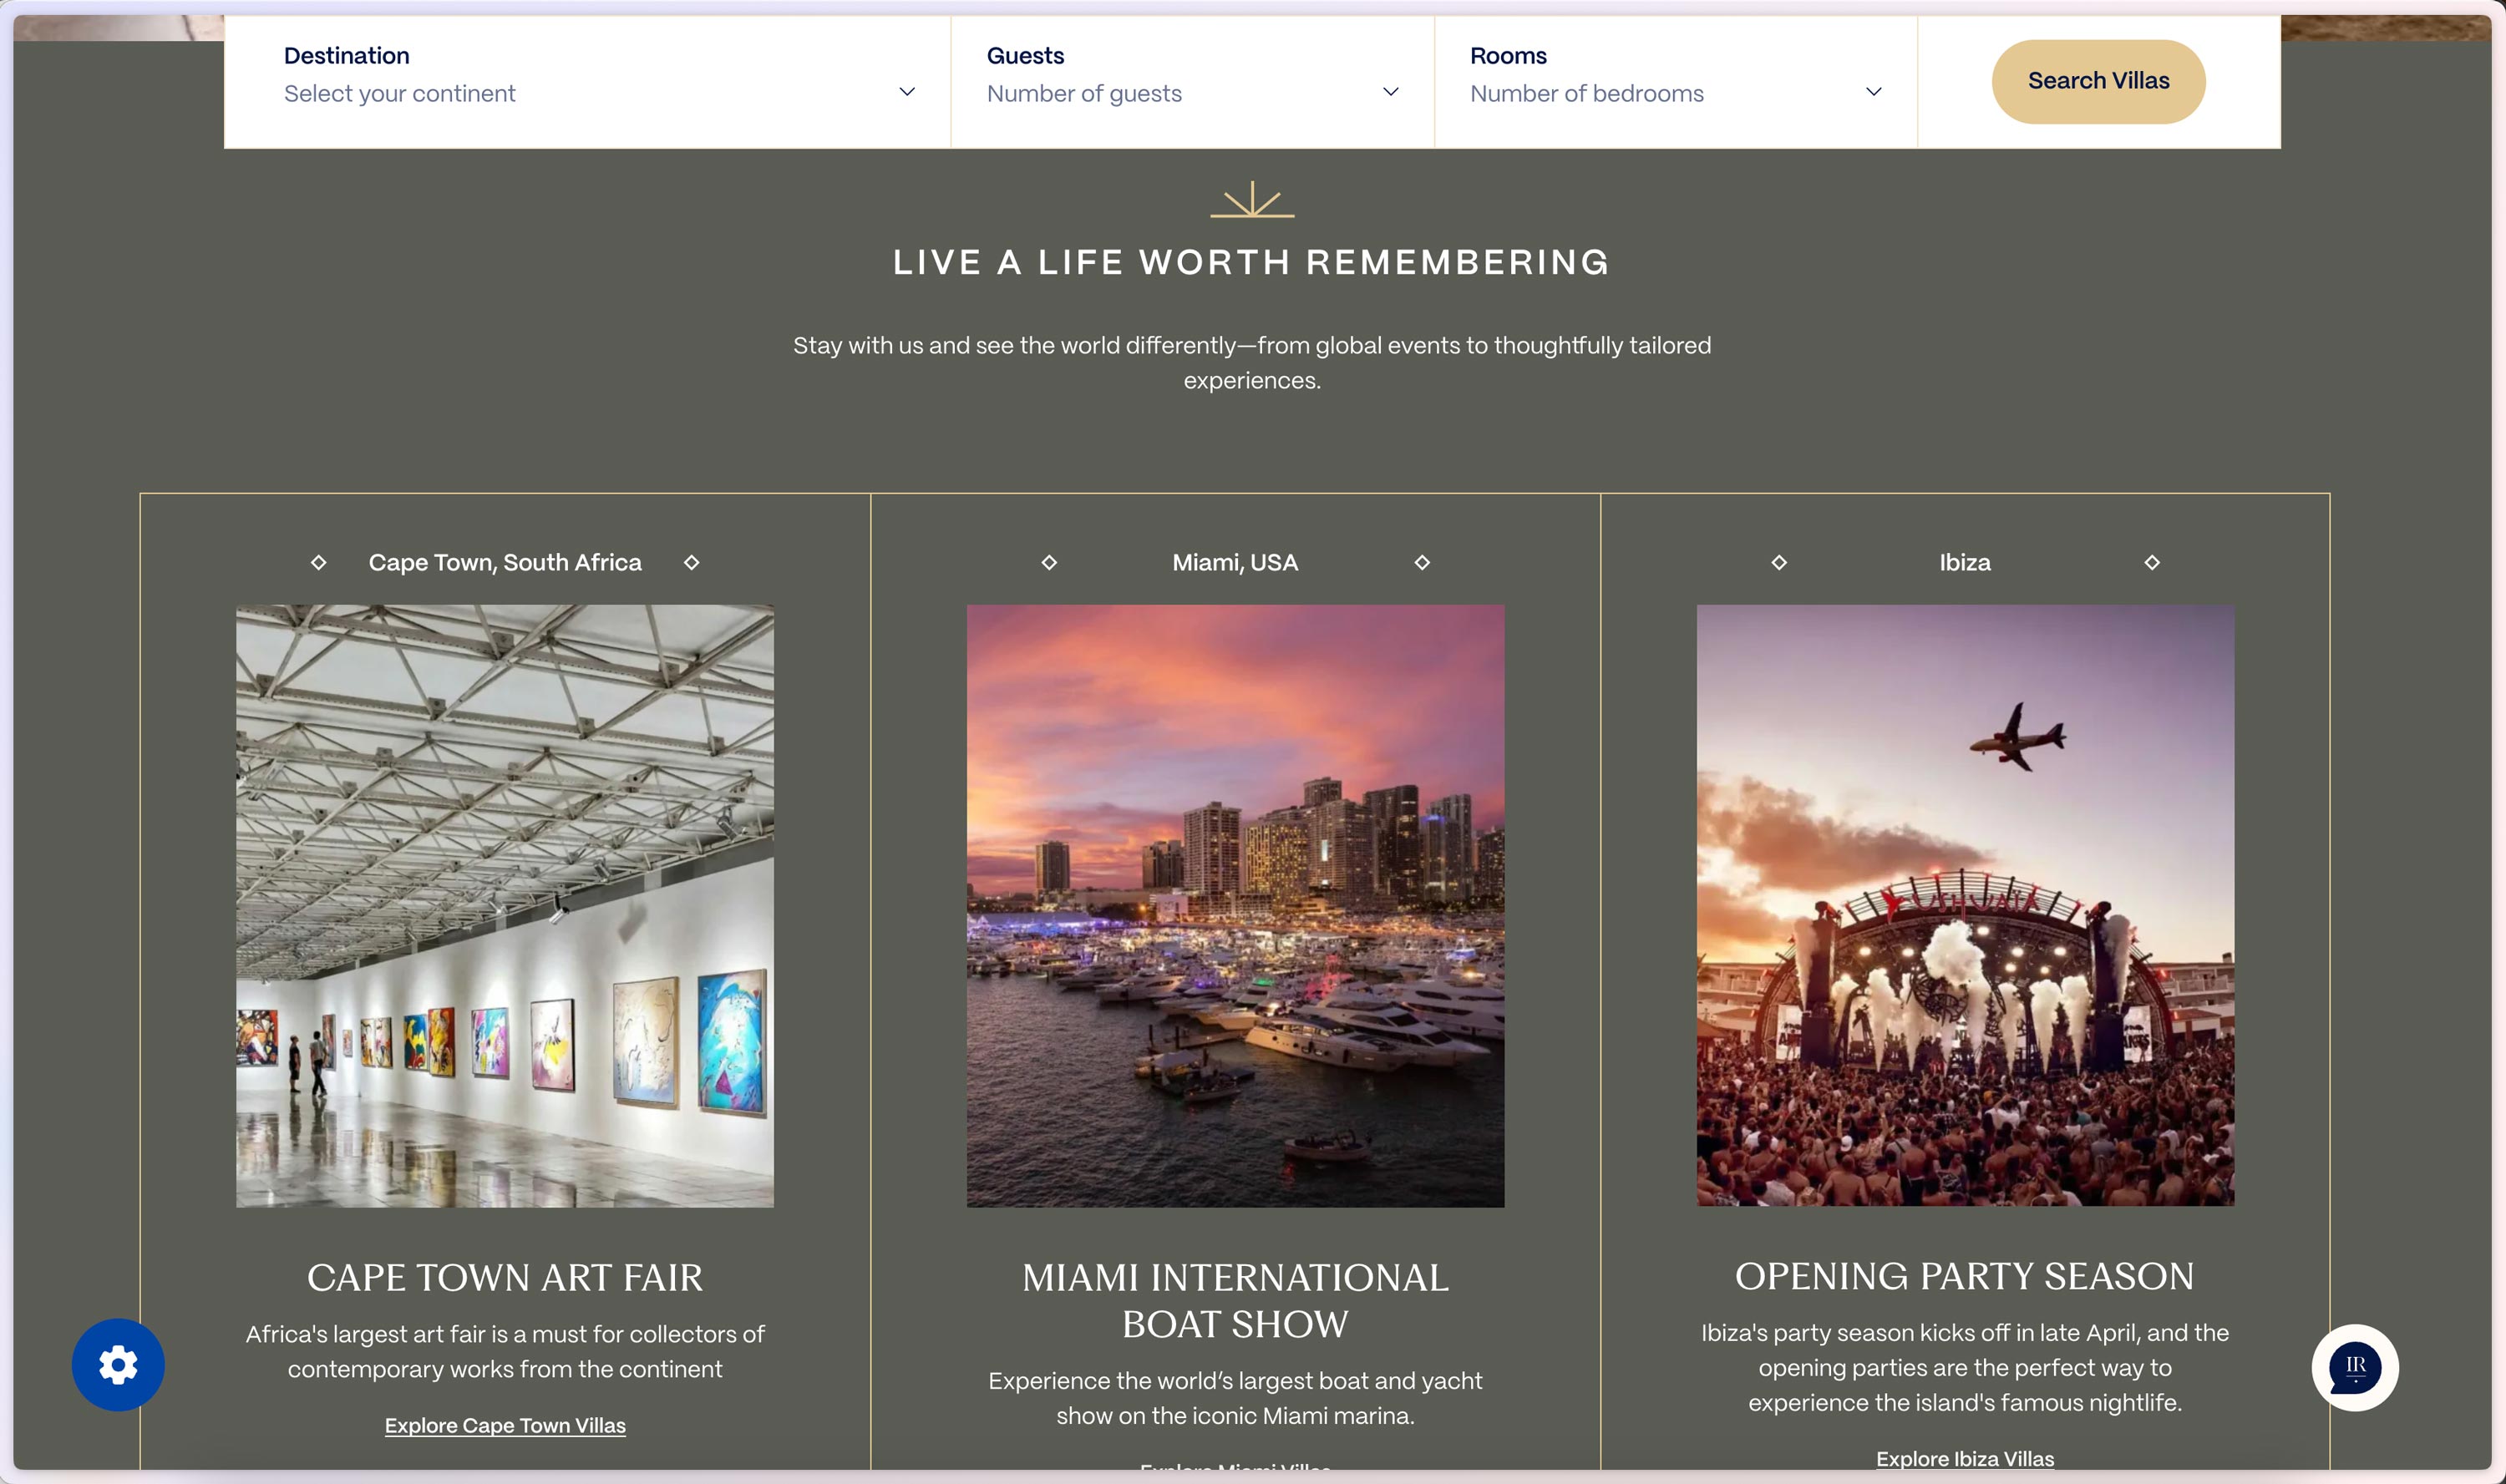 Destination
Select your continent
Guests
Number of guests
Rooms
Number of bedrooms
Search Villas
LIVE A LIFE WORTH REMEMBERING
Stay with us and see the world differently—from global events to thoughtfully tailored
experiences.
Cape Town, South Africa
CAPE TOWN ART FAIR
Africa's largest art fair is a must for collectors of
contemporary works from the continent
Explore Cape Town Villas
Miami, USA
MIAMI INTERNATIONAL
BOAT SHOW
Experience the world’s largest boat and yacht
show on the iconic Miami marina.
Explore Miami Villas
Ibiza
USHUAÏA
OPENING PARTY SEASON
Ibiza's party season kicks off in late April, and the
opening parties are the perfect way to
experience the island's famous nightlife.
Explore Ibiza Villas
IR